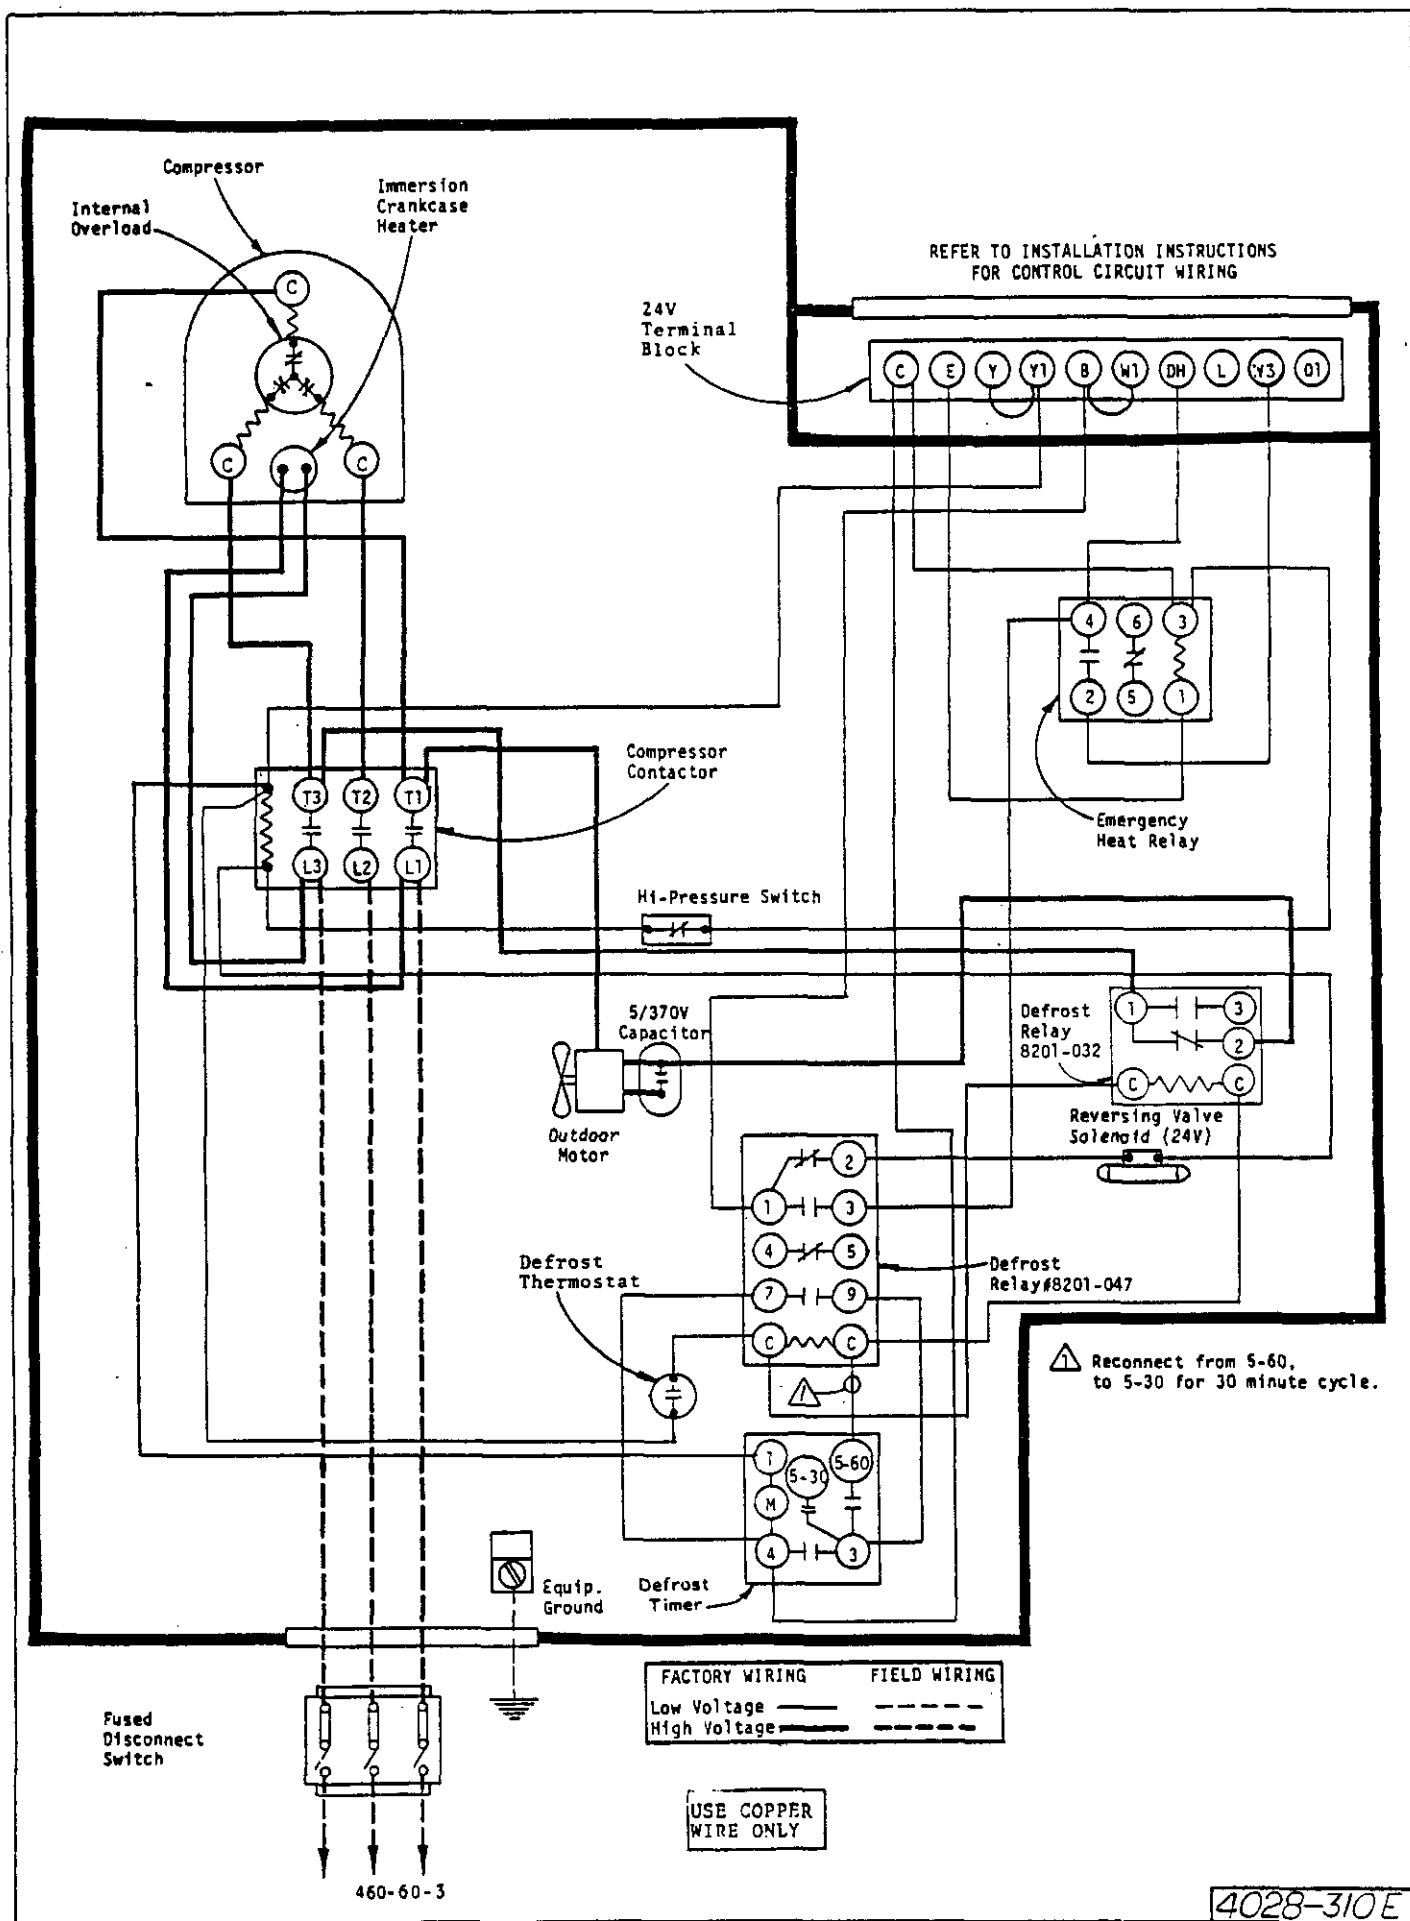 Compressor
Immersion
Crankcase
Heater
Internal
Overload
C
C
C
REFER TO INSTALLATION INSTRUCTIONS
FOR CONTROL CIRCUIT WIRING
24V
Terminal
Block
C E Y Y1 B W1 DH L W3 O1
4 6 3
2 5 1
Emergency
Heat Relay
Compressor
Contactor
T3 T2 T1
L3 L2 L1
Hi-Pressure Switch
5/370V
Capacitor
Outdoor
Motor
Defrost
Relay
8201-032
1 3
2
C C
Reversing Valve
Solenoid (24V)
2
1 3
4 5
7 9
C C
Defrost
Relay#8201-047
Defrost
Thermostat
1
1 Reconnect from 5-60,
to 5-30 for 30 minute cycle.
1 5-30 5-60
M
4 3
Defrost
Timer
Equip.
Ground
FACTORY WIRING FIELD WIRING
Low Voltage
High Voltage
Fused
Disconnect
Switch
USE COPPER
WIRE ONLY
460-60-3
4028-310E